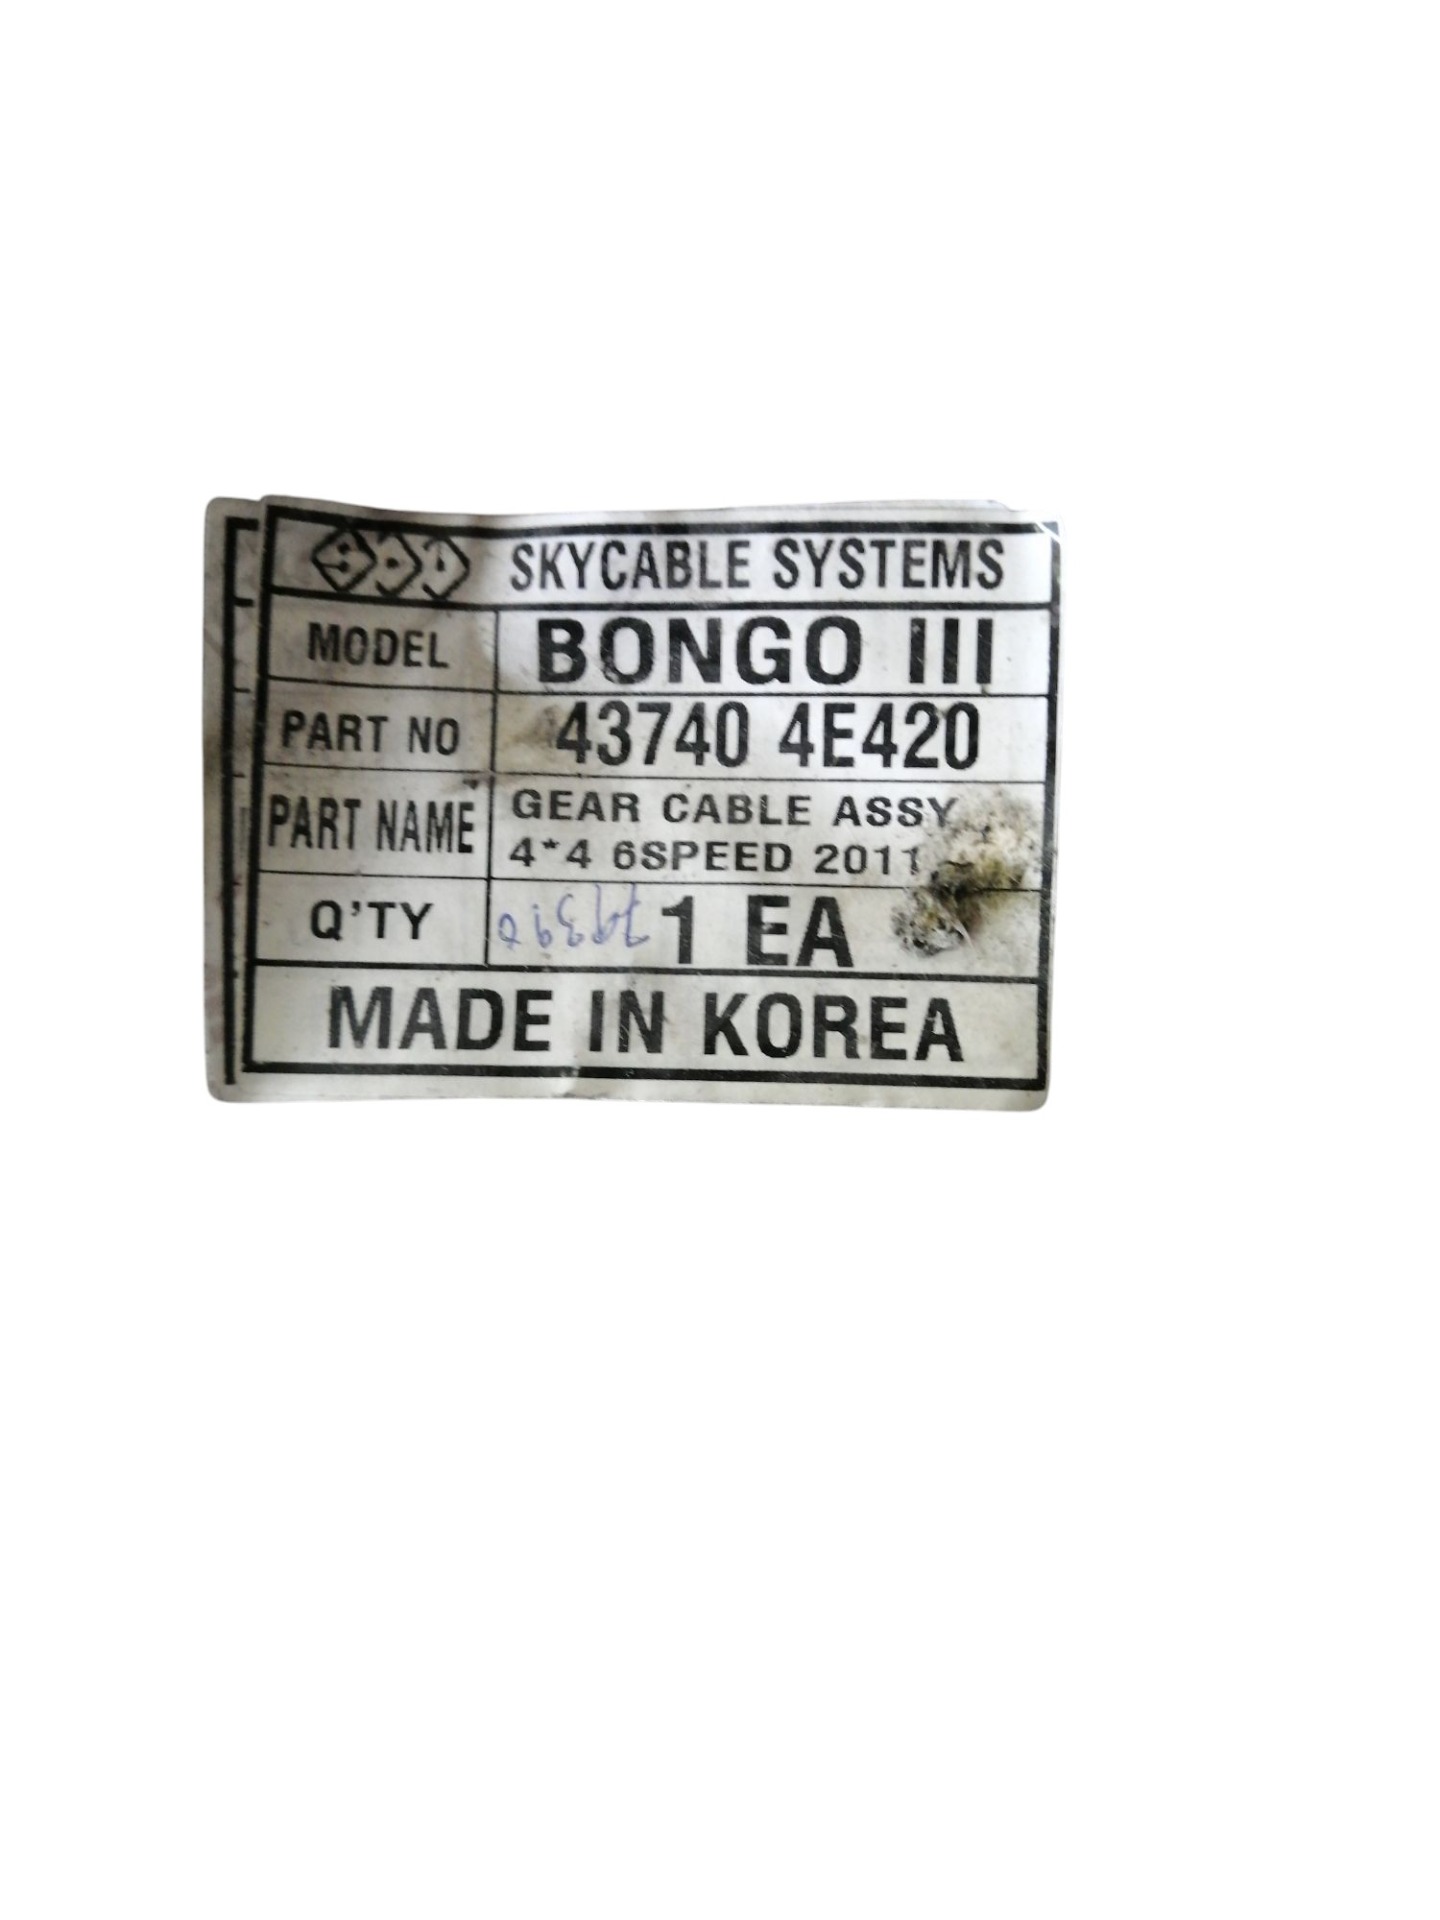 SKYCABLE SYSTEMS
MODEL BONGO III
PART NO 43740 4E420
PART NAME GEAR CABLE ASSY
4*4 6SPEED 2011
Q'TY 1 EA
MADE IN KOREA